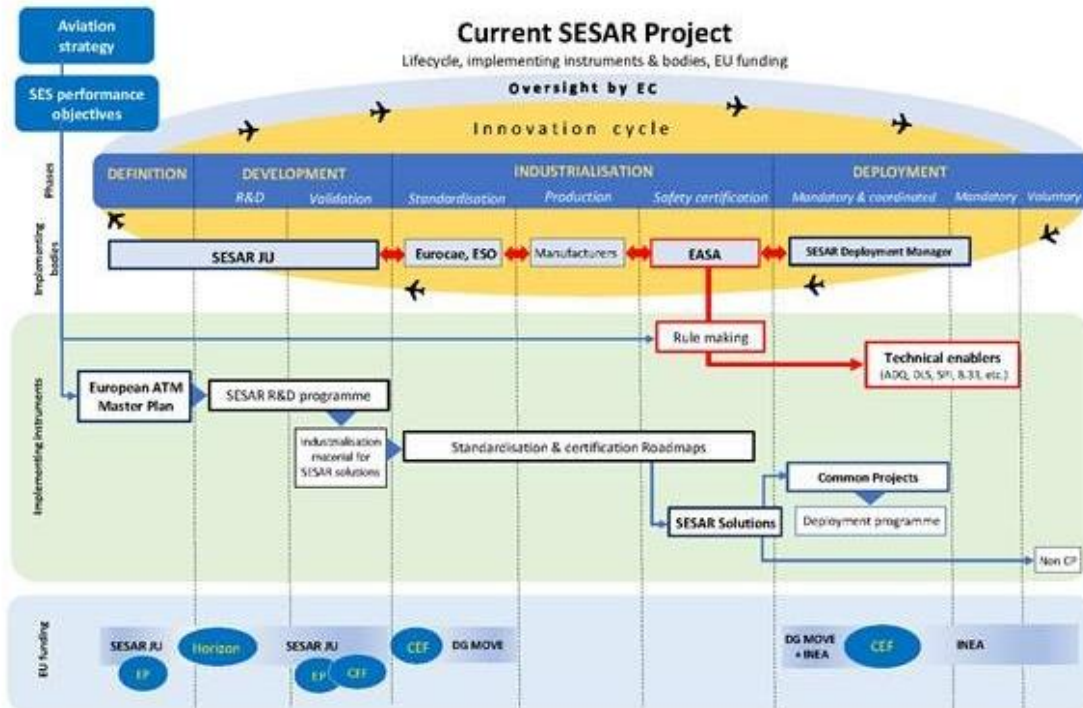 Aviation
strategy
SES performance
objectives
Current SESAR Project
Lifecycle, implementing instruments & bodies, EU funding
Oversight by EC
Innovation cycle
Phases
DEFINITION
DEVELOPMENT
INDUSTRIALISATION
DEPLOYMENT
R&D
Validation
Standardisation
Production
Safety certification
Mandatory & coordinated
Mandatory
Voluntary
Implementing
bodies
SESAR JU
Eurocae, ESO
Manufacturers
EASA
SESAR Deployment Manager
Implementing instruments
Rule making
Technical enablers
(ADQ, DLS, SPI, 8.33, etc.)
European ATM
Master Plan
SESAR R&D programme
Industrialisation
material for
SESAR solutions
Standardisation & certification Roadmaps
Common Projects
SESAR Solutions
Deployment programme
Non CP
EU funding
SESAR JU
EP
Horizon
SESAR JU
EP
CEF
CEF
DG MOVE
DG MOVE
+ INEA
CEF
INEA